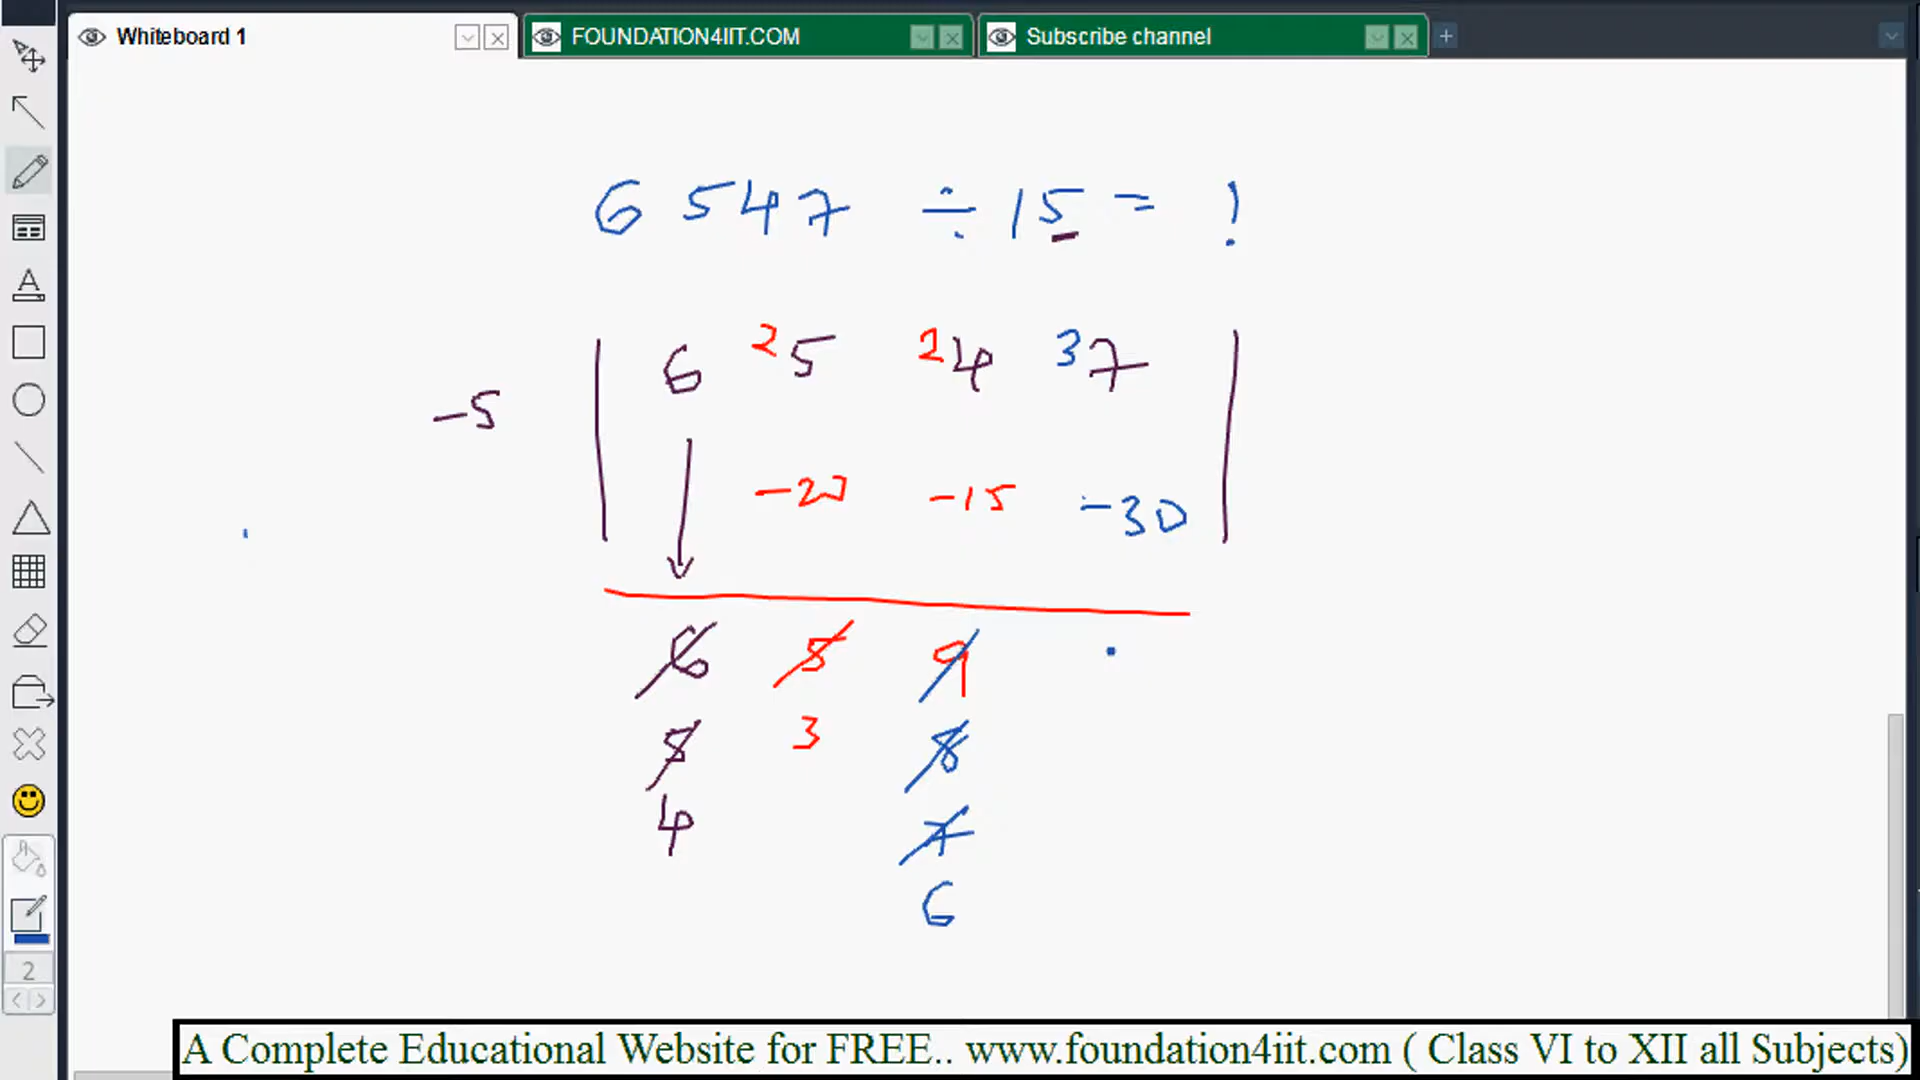 Whiteboard 1 FOUNDATION4IIT.COM Subscribe channel
6547 ÷ 15 = !
6 25 24 37
-5
-20 -15 -30
6 5 9
5 3 8
4 7
6
2
A Complete Educational Website for FREE.. www.foundation4iit.com ( Class VI to XII all Subjects)